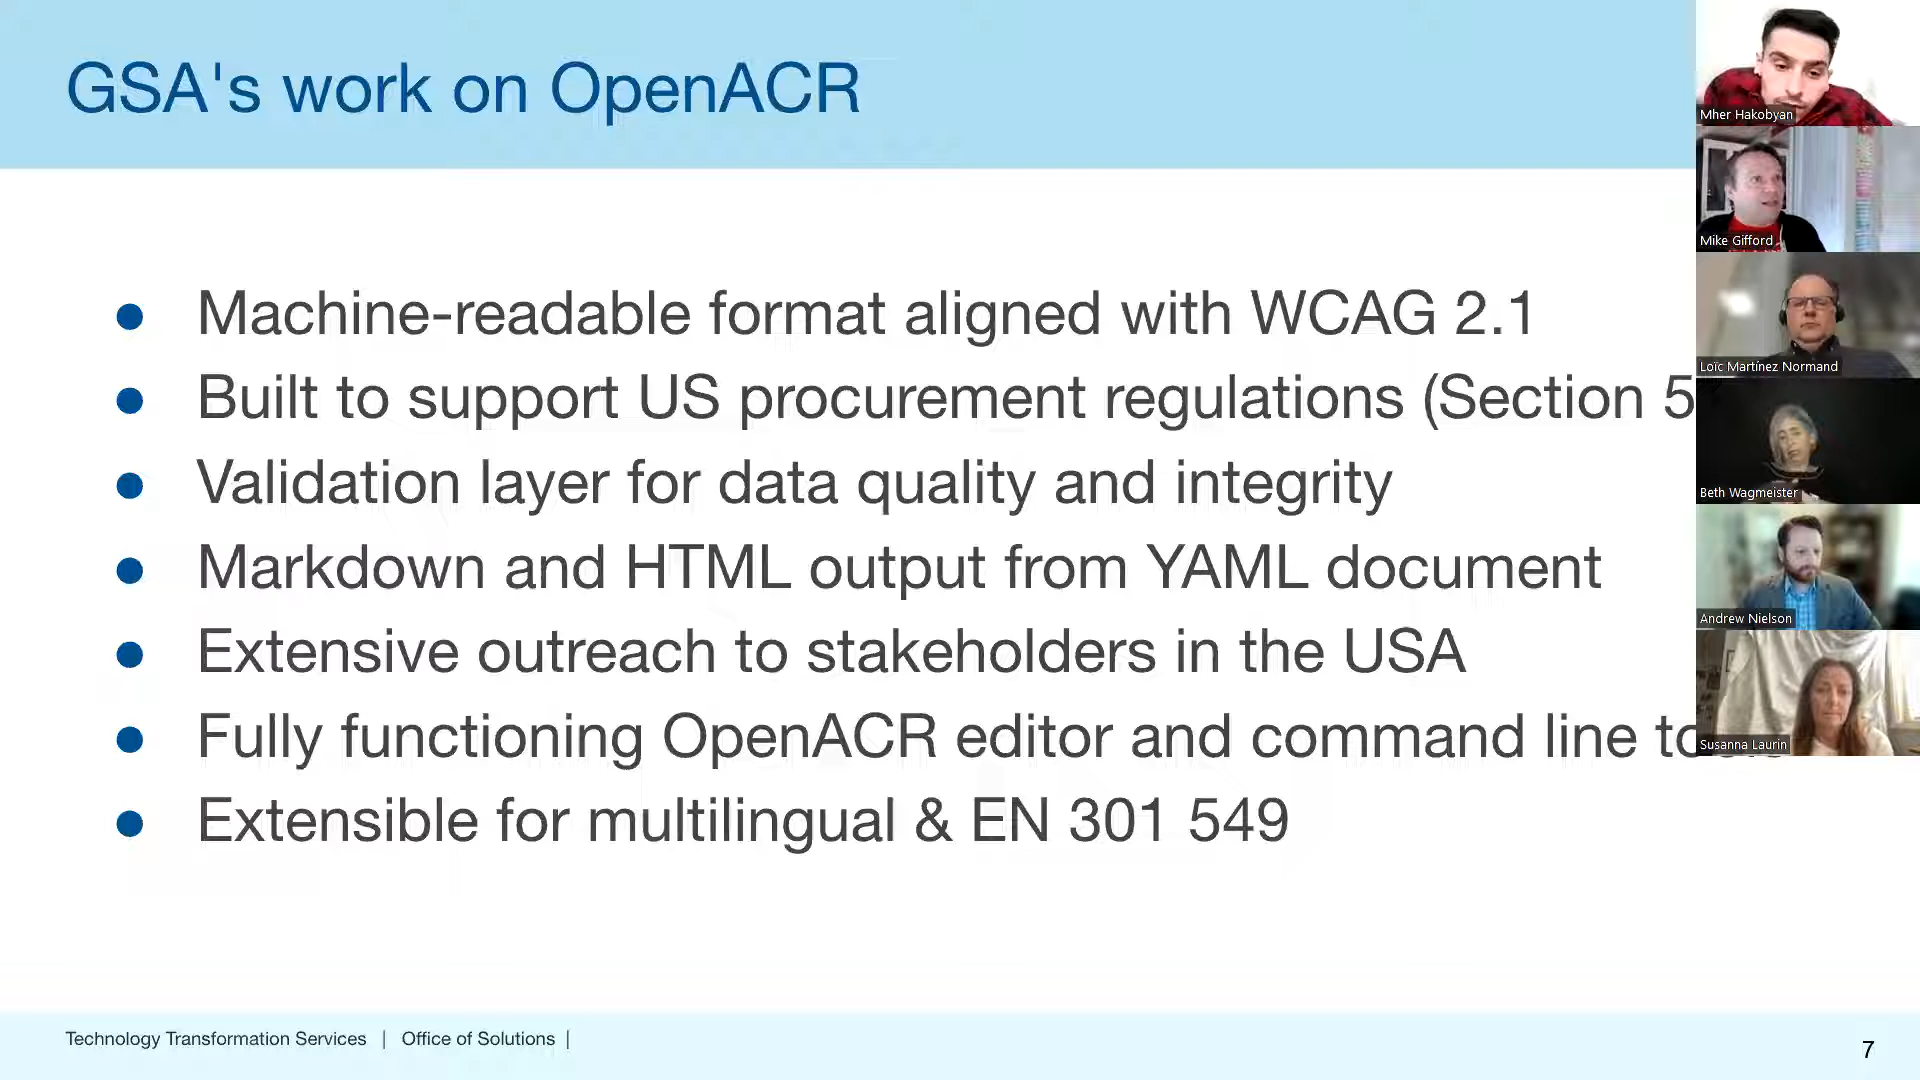 GSA's work on OpenACR
Machine-readable format aligned with WCAG 2.1
Built to support US procurement regulations (Section 5
Validation layer for data quality and integrity
Markdown and HTML output from YAML document
Extensive outreach to stakeholders in the USA
Fully functioning OpenACR editor and command line
Extensible for multilingual & EN 301 549
Technology Transformation Services | Office of Solutions |
7
Mher Hakobyan
Mike Gifford
Loïc Martínez Normand
Beth Wagmeister
Andrew Nielson
Susanna Laurin